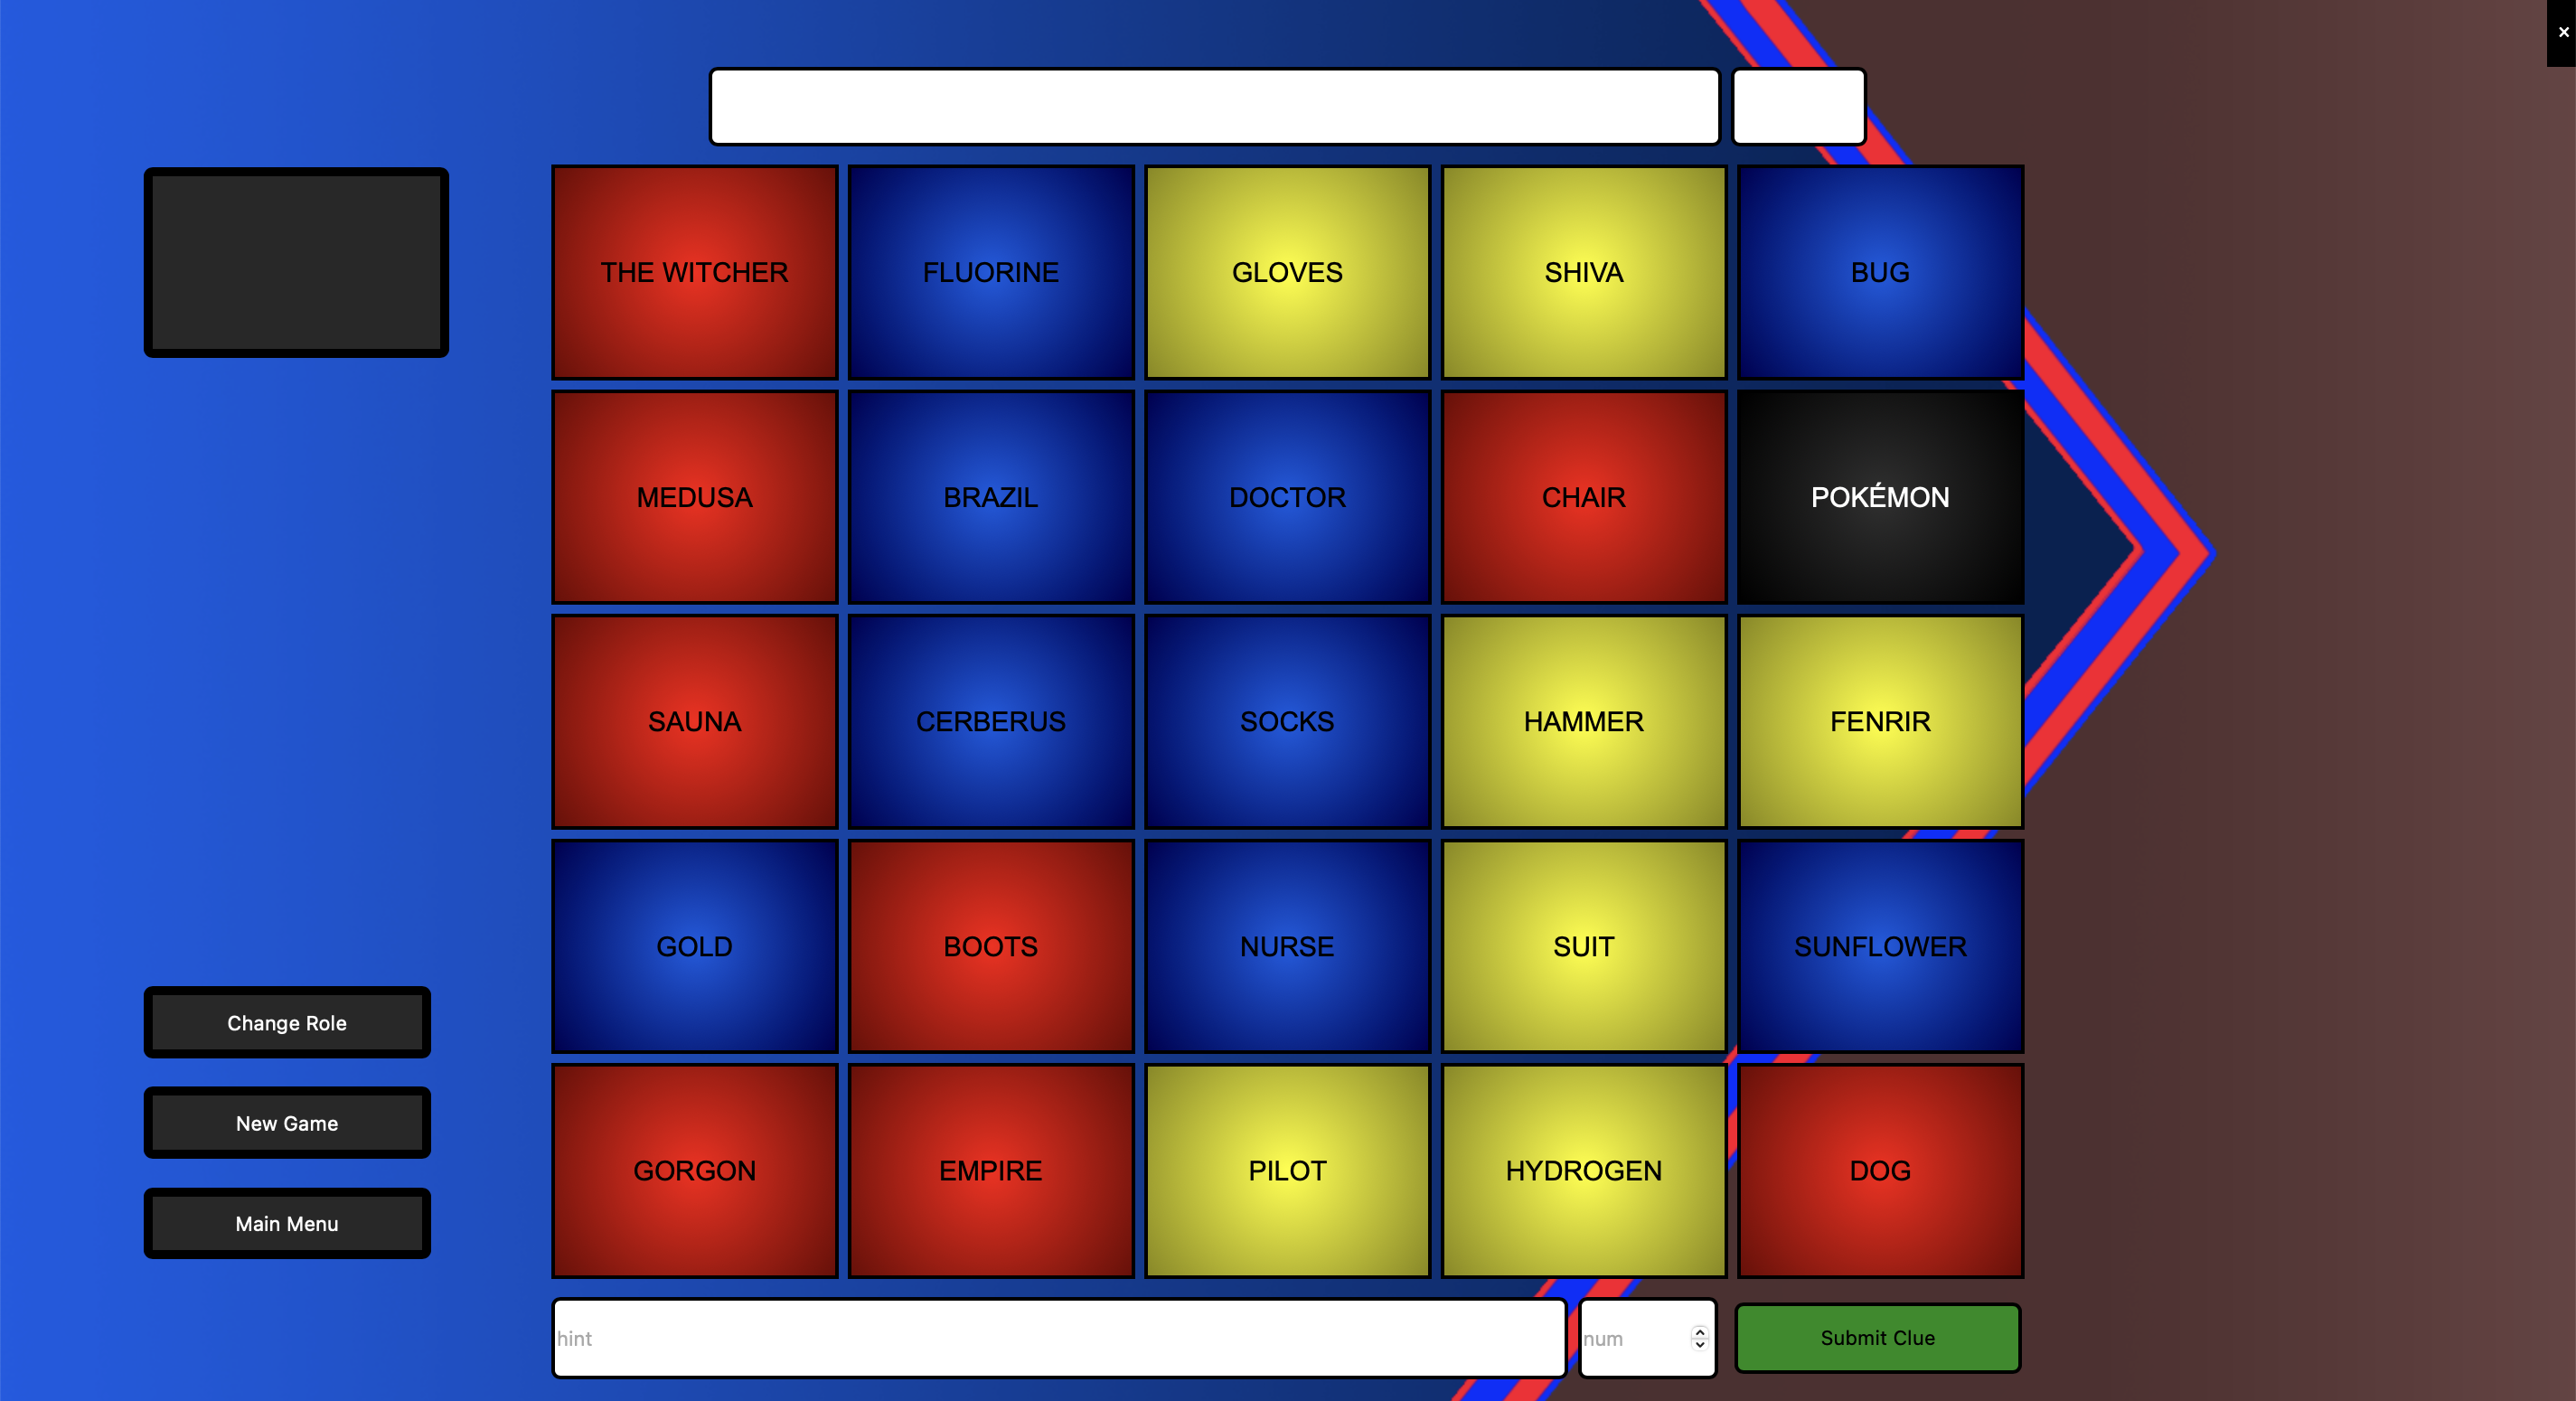 ×
THE WITCHER
FLUORINE
GLOVES
SHIVA
BUG
MEDUSA
BRAZIL
DOCTOR
CHAIR
POKÉMON
SAUNA
CERBERUS
SOCKS
HAMMER
FENRIR
GOLD
BOOTS
NURSE
SUIT
SUNFLOWER
Change Role
New Game
Main Menu
GORGON
EMPIRE
PILOT
HYDROGEN
DOG
hint
num
Submit Clue